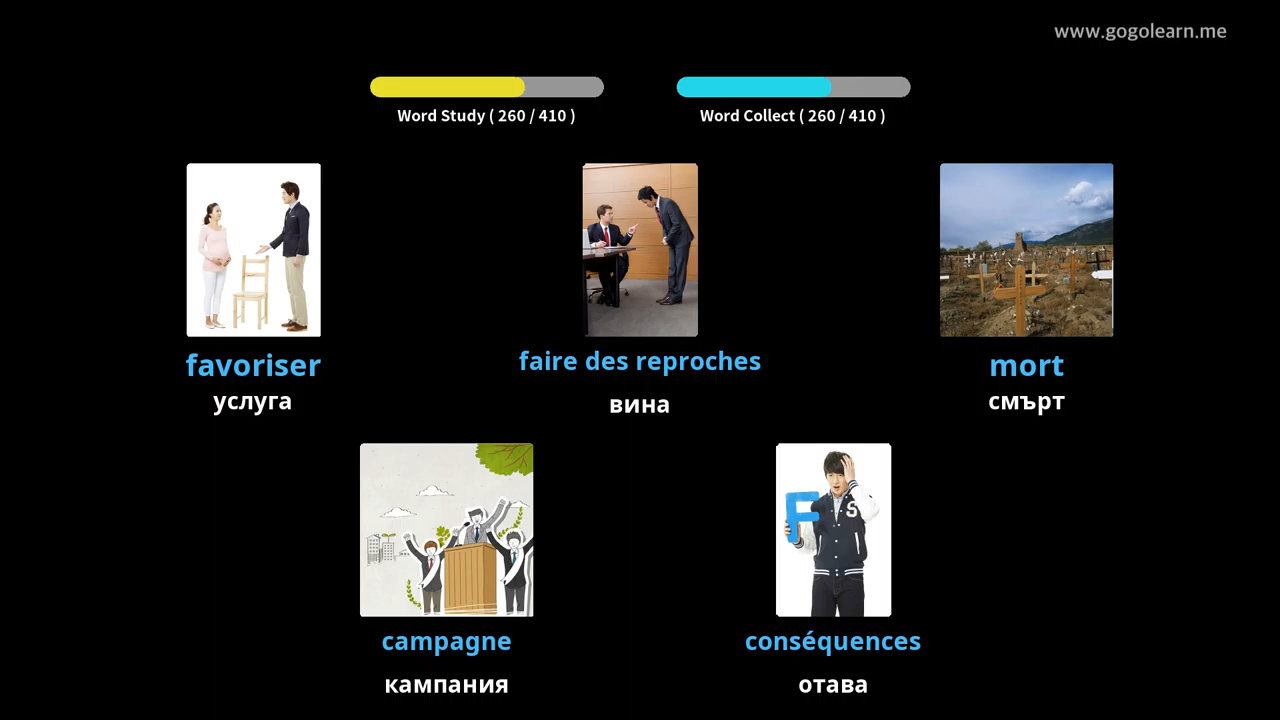 www.gogolearn.me
Word Study ( 260 / 410 )
Word Collect ( 260 / 410 )
favoriser
услуга
faire des reproches
вина
mort
смърт
campagne
кампания
conséquences
отава
F
S